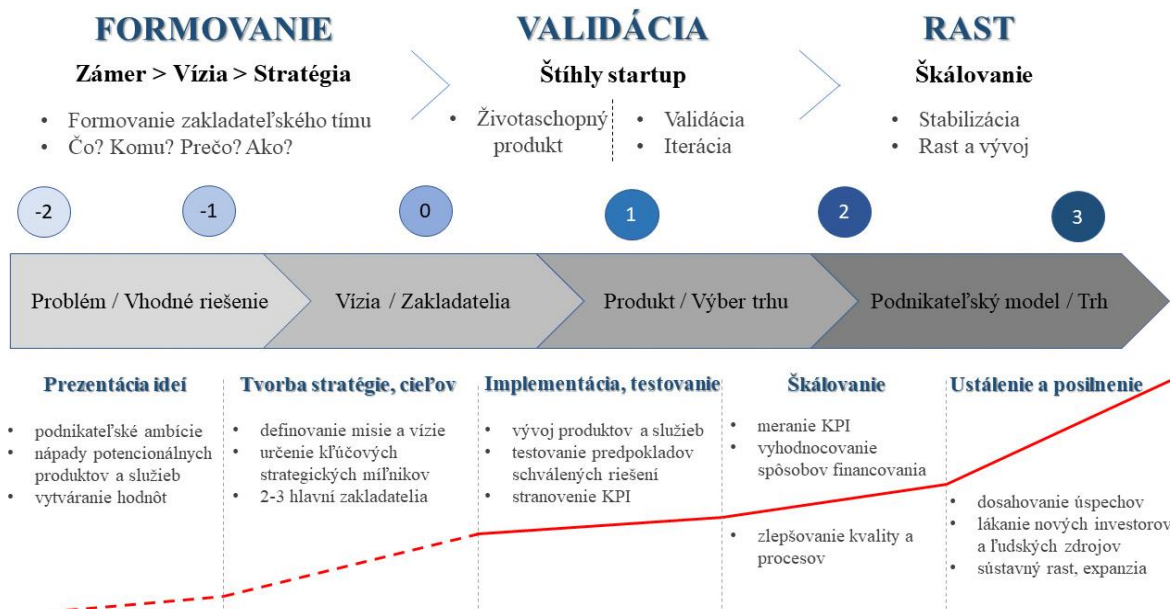 FORMOVANIE
Zámer > Vízia > Stratégia
• Formovanie zakladateľského tímu
• Čo? Komu? Prečo? Ako?
VALIDÁCIA
Štíhly startup
• Životaschopný
produkt
• Validácia
• Iterácia
RAST
Škálovanie
• Stabilizácia
• Rast a vývoj
-2
-1
0
1
2
3
Problém / Vhodné riešenie
Vízia / Zakladatelia
Produkt / Výber trhu
Podnikateľský model / Trh
Prezentácia ideí
• podnikateľské ambície
• nápady potencionálnych
produktov a služieb
• vytváranie hodnôt
Tvorba stratégie, cieľov
• definovanie misie a vízie
• určenie kľúčových
strategických míľnikov
• 2-3 hlavní zakladatelia
Implementácia, testovanie
• vývoj produktov a služieb
• testovanie predpokladov
schválených riešení
• stranovenie KPI
Škálovanie
• meranie KPI
• vyhodnocovanie
spôsobov financovania
• zlepšovanie kvality a
procesov
Ustálenie a posilnenie
• dosahovanie úspechov
• lákanie nových investorov
a ľudských zdrojov
• sústavný rast, expanzia